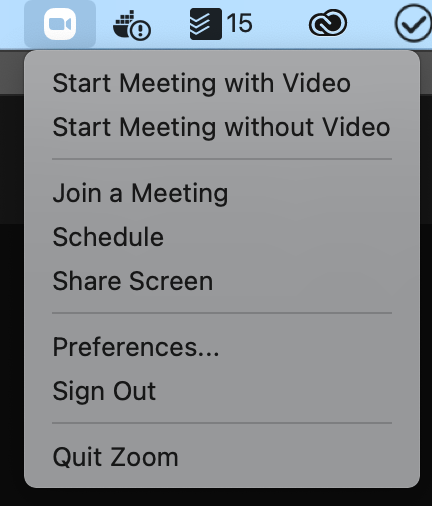 15
Start Meeting with Video
Start Meeting without Video
Join a Meeting
Schedule
Share Screen
Preferences...
Sign Out
Quit Zoom